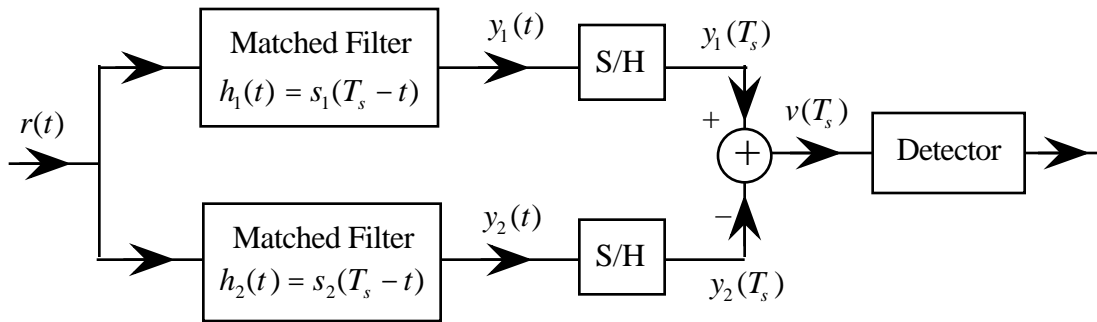 r(t)
Matched Filter
h₁(t) = s₁(Tₛ − t)
y₁(t)
S/H
y₁(Tₛ)
+
+
−
v(Tₛ)
Detector
Matched Filter
h₂(t) = s₂(Tₛ − t)
y₂(t)
S/H
y₂(Tₛ)